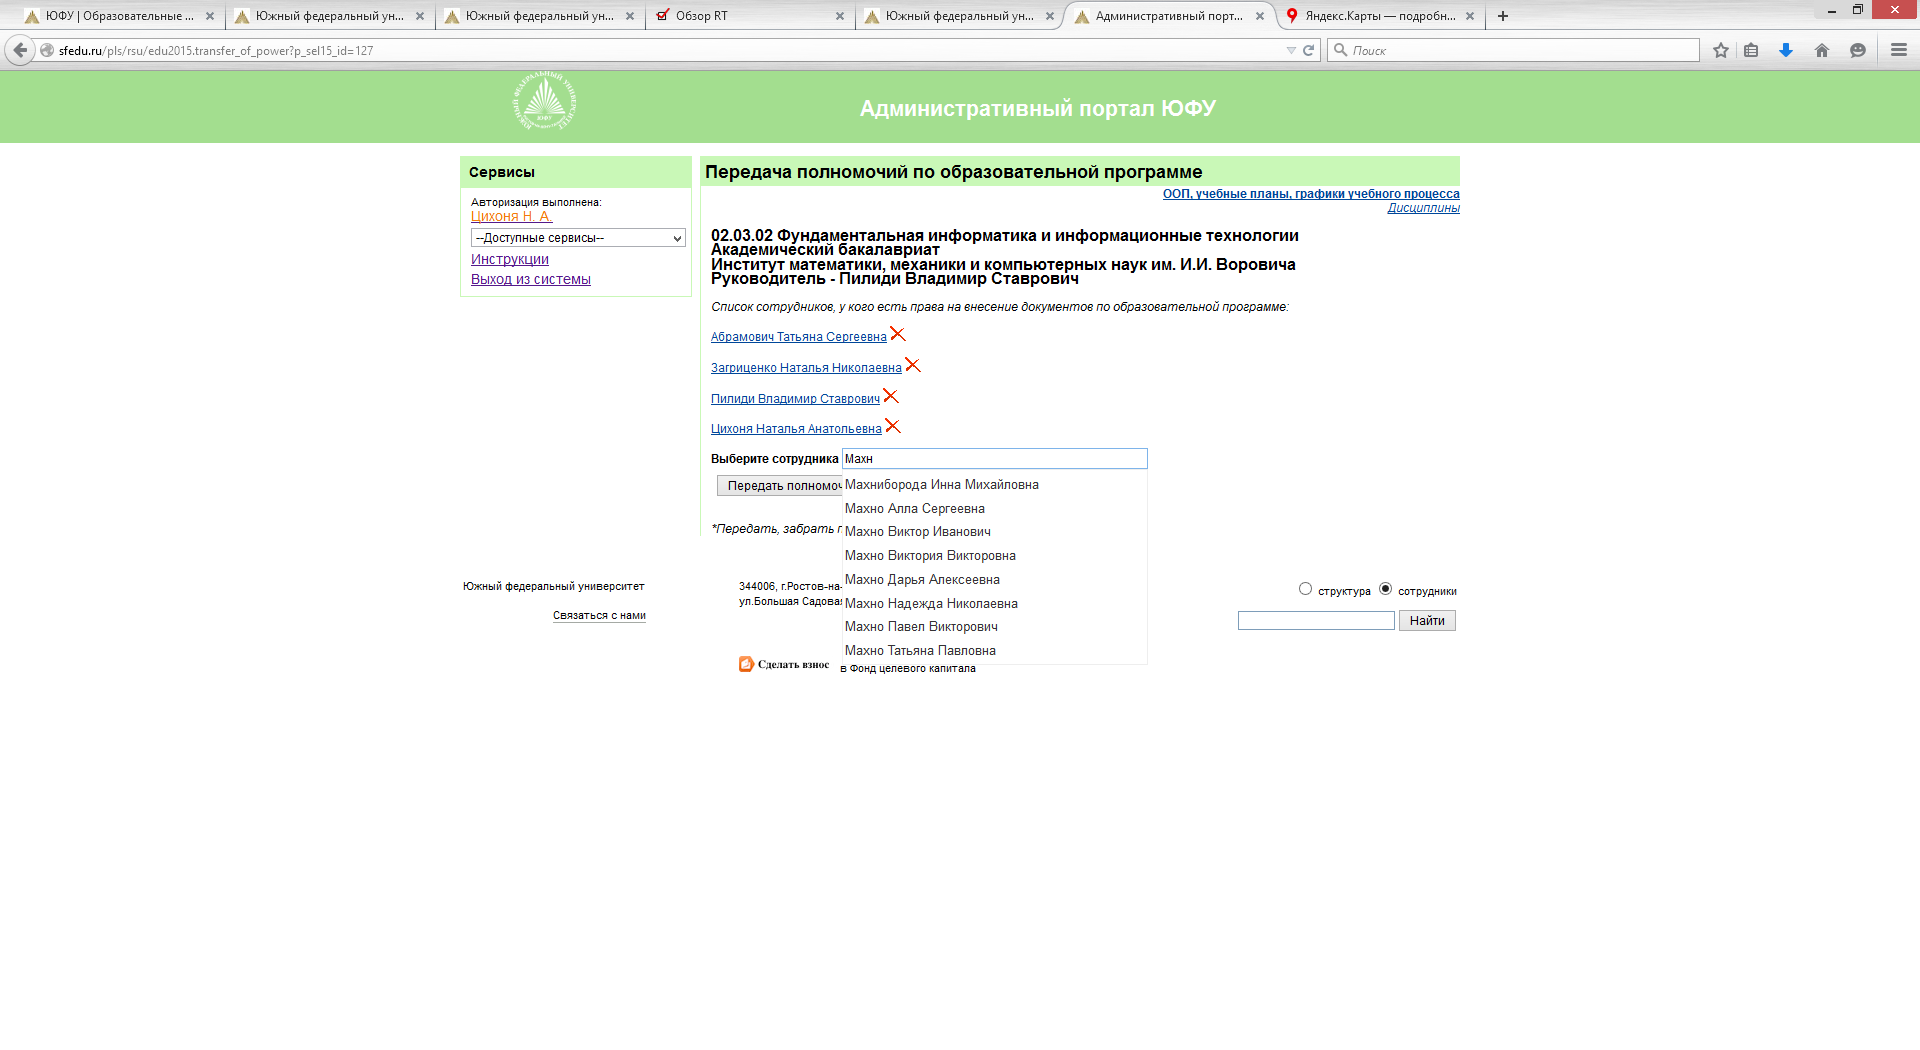 ЮФУ | Образовательные ...
Южный федеральный ун...
Южный федеральный ун...
Обзор RT
Южный федеральный ун...
Административный порт...
Яндекс.Карты — подробн...
sfedu.ru/pls/rsu/edu2015.transfer_of_power?p_sel15_id=127
Поиск
ЮЖНЫЙ ФЕДЕРАЛЬНЫЙ УНИВЕРСИТЕТ
ЮФУ
Административный портал ЮФУ
Сервисы
Авторизация выполнена:
Цихоня Н. А.
--Доступные сервисы--
Инструкции
Выход из системы
Передача полномочий по образовательной программе
ООП, учебные планы, графики учебного процесса
Дисциплины
02.03.02 Фундаментальная информатика и информационные технологии
Академический бакалавриат
Институт математики, механики и компьютерных наук им. И.И. Воровича
Руководитель - Пилиди Владимир Ставрович
Список сотрудников, у кого есть права на внесение документов по образовательной программе:
Абрамович Татьяна Сергеевна
Загриценко Наталья Николаевна
Пилиди Владимир Ставрович
Цихоня Наталья Анатольевна
Выберите сотрудника Махн
Передать полномоч
Махниборода Инна Михайловна
Махно Алла Сергеевна
Махно Виктор Иванович
Махно Виктория Викторовна
Махно Дарья Алексеевна
Махно Надежда Николаевна
Махно Павел Викторович
Махно Татьяна Павловна
*Передать, забрать п
Южный федеральный университет
Связаться с нами
344006, г.Ростов-на-
ул.Большая Садовая
Сделать взнос
в Фонд целевого капитала
структура
сотрудники
Найти